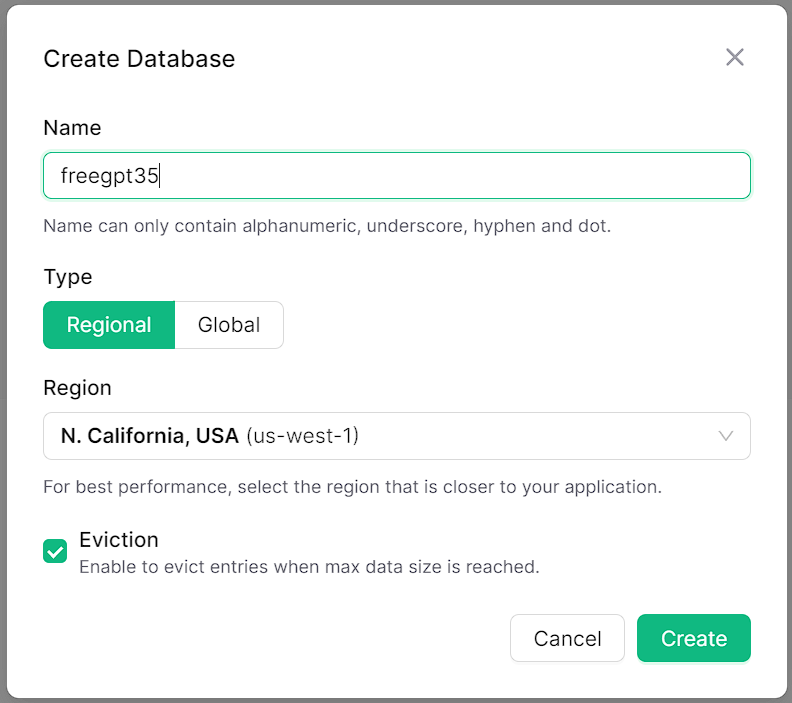 Create Database
Name
freegpt35
Name can only contain alphanumeric, underscore, hyphen and dot.
Type
Regional Global
Region
N. California, USA (us-west-1)
For best performance, select the region that is closer to your application.
Eviction
Enable to evict entries when max data size is reached.
Cancel Create